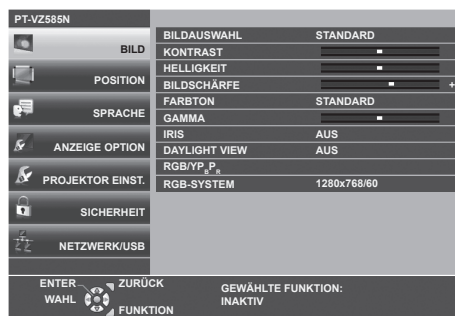 PT-VZ585N
BILD
POSITION
SPRACHE
ANZEIGE OPTION
PROJEKTOR EINST.
SICHERHEIT
NETZWERK/USB
BILDAUSWAHL STANDARD
KONTRAST
HELLIGKEIT
BILDSCHÄRFE +
FARBTON STANDARD
GAMMA
IRIS AUS
DAYLIGHT VIEW AUS
RGB/YPBPR
RGB-SYSTEM 1280x768/60
ENTER ZURÜCK
WAHL FUNKTION
GEWÄHLTE FUNKTION:
INAKTIV